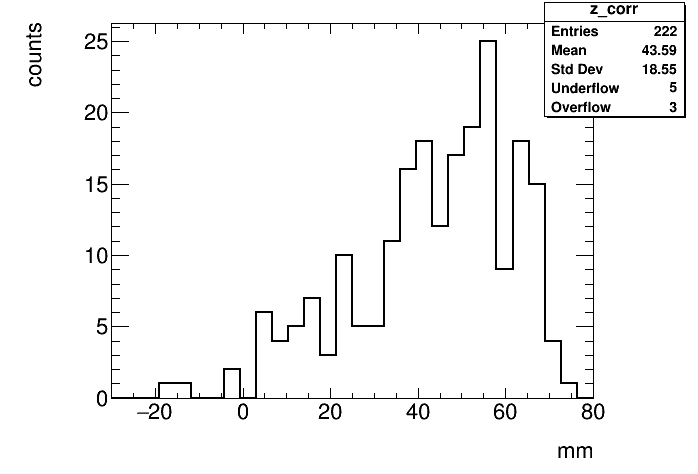 z_corr
Entries 222
Mean 43.59
Std Dev 18.55
Underflow 5
Overflow 3
counts
25
20
15
10
5
0
−20 0 20 40 60 80
mm